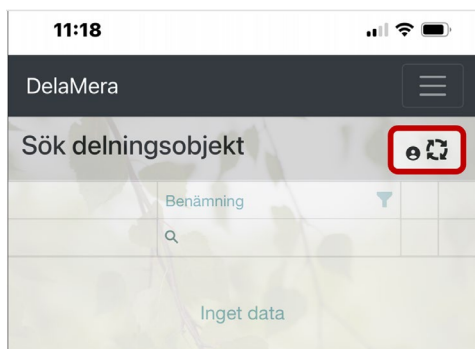 11:18
DelaMera
Sök delningsobjekt
Benämning
Inget data